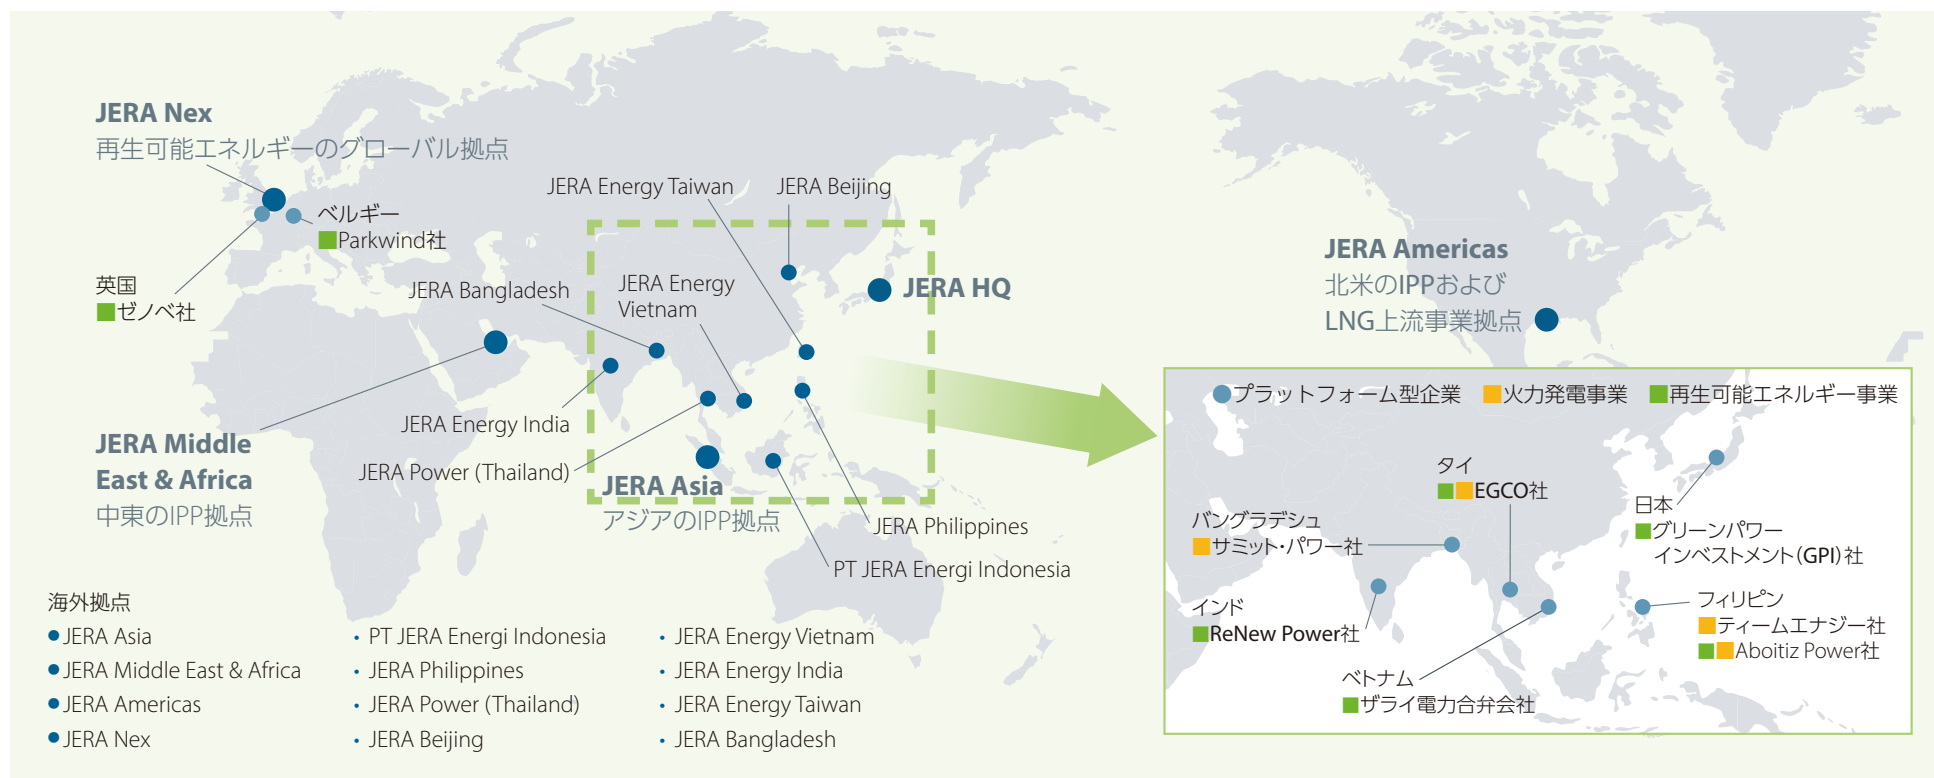 JERA Nex
再生可能エネルギーのグローバル拠点
ベルギー
Parkwind社
英国
ゼノベ社
JERA Energy Taiwan
JERA Beijing
JERA Bangladesh
JERA Energy
Vietnam
JERA HQ
JERA Energy India
JERA Power (Thailand)
JERA Middle
East & Africa
中東のIPP拠点
JERA Asia
アジアのIPP拠点
JERA Philippines
PT JERA Energi Indonesia
JERA Americas
北米のIPPおよび
LNG上流事業拠点
プラットフォーム型企業 火力発電事業 再生可能エネルギー事業
タイ
EGCO社
日本
グリーンパワー
インベストメント(GPI)社
バングラデシュ
サミット・パワー社
インド
ReNew Power社
フィリピン
ティームエナジー社
Aboitiz Power社
ベトナム
ザライ電力合弁会社
海外拠点
● JERA Asia
● JERA Middle East & Africa
● JERA Americas
● JERA Nex
・ PT JERA Energi Indonesia
・ JERA Philippines
・ JERA Power (Thailand)
・ JERA Beijing
・ JERA Energy Vietnam
・ JERA Energy India
・ JERA Energy Taiwan
・ JERA Bangladesh